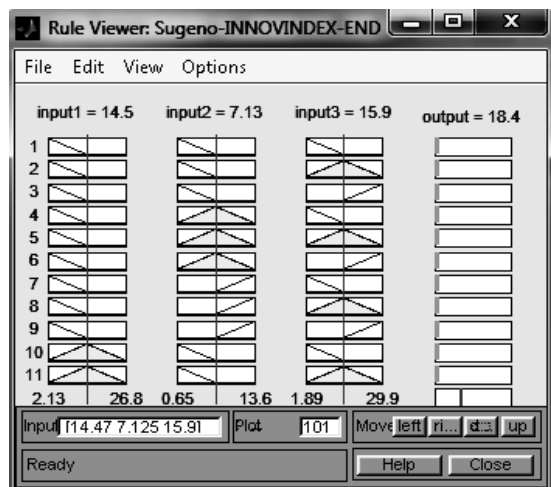 Rule Viewer: Sugeno-INNOVINDEX-END
File Edit View Options
input1 = 14.5 input2 = 7.13 input3 = 15.9 output = 18.4
1
2
3
4
5
6
7
8
9
10
11
2.13 26.8 0.65 13.6 1.89 29.9
Input [14.47 7.125 15.9] Plot 101 Move left ri... up
Ready Help Close